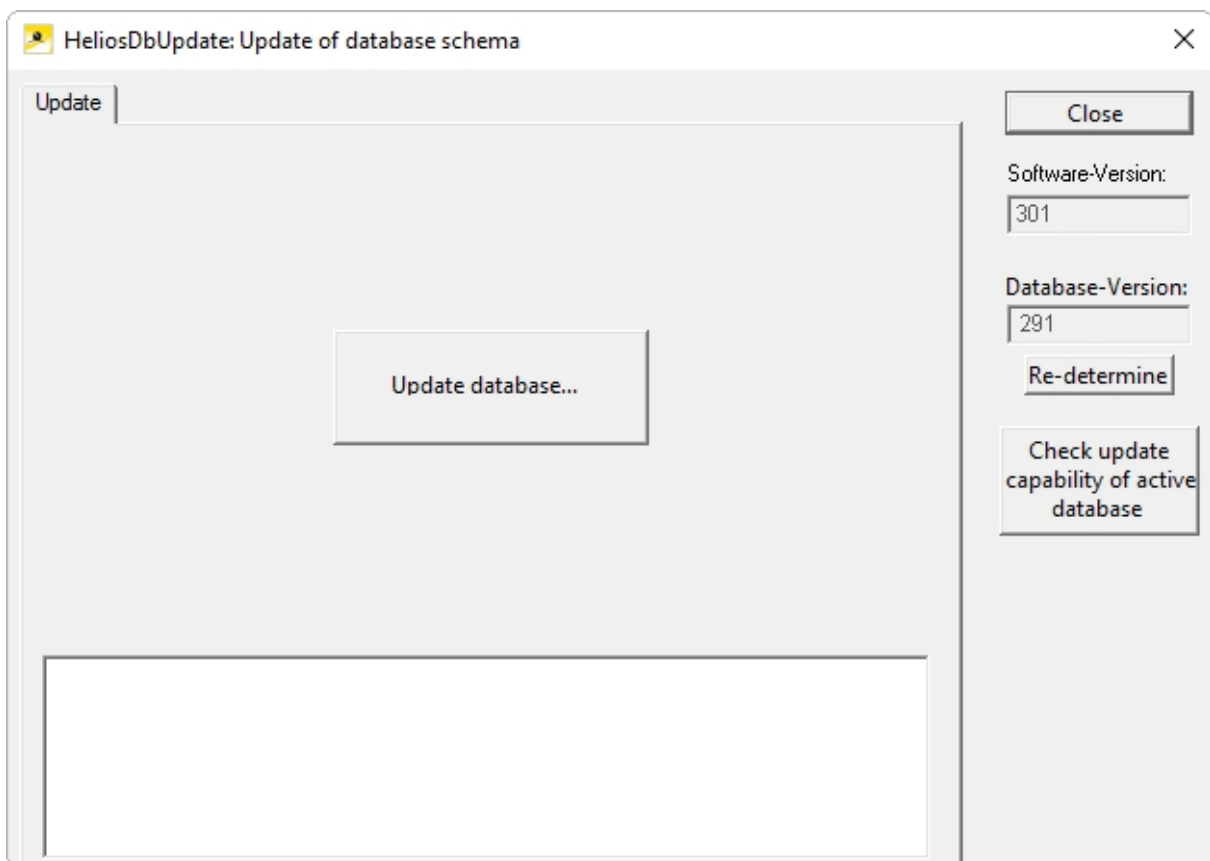 HeliosDbUpdate: Update of database schema
Update
Close
Software-Version:
301
Database-Version:
291
Update database...
Re-determine
Check update
capability of active
database